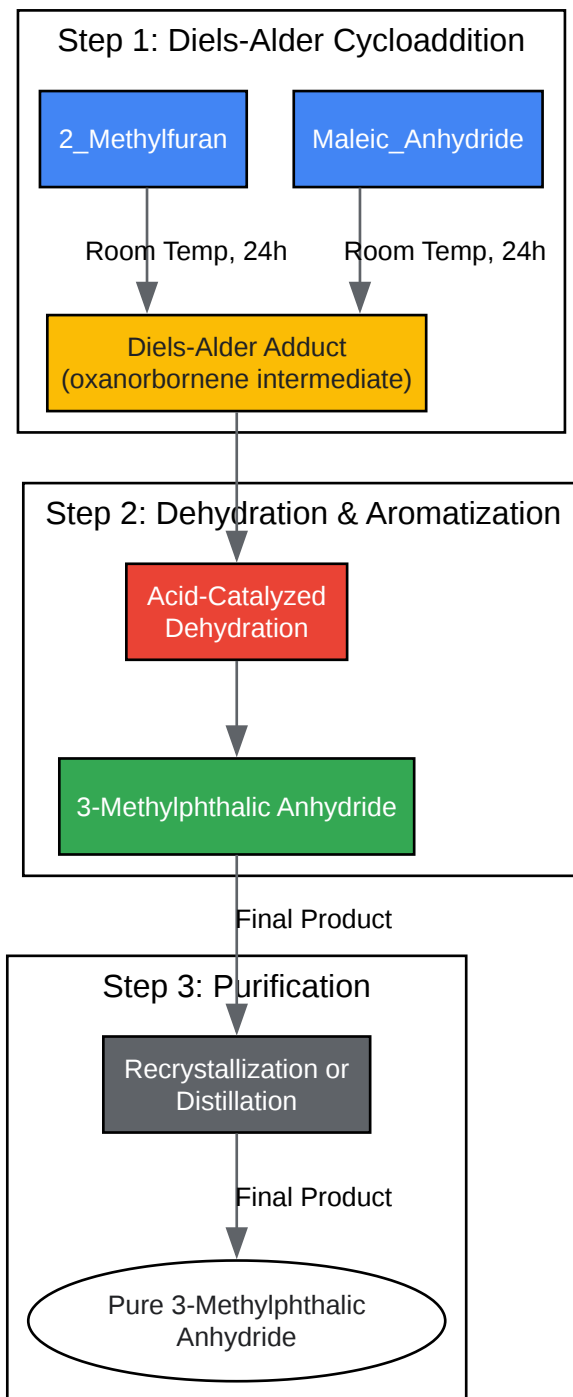 Step 1: Diels-Alder Cycloaddition
2_Methylfuran
Maleic_Anhydride
Room Temp, 24h
Room Temp, 24h
Diels-Alder Adduct
(oxanorbornene intermediate)
Step 2: Dehydration & Aromatization
Acid-Catalyzed
Dehydration
3-Methylphthalic Anhydride
Final Product
Step 3: Purification
Recrystallization or
Distillation
Final Product
Pure 3-Methylphthalic
Anhydride